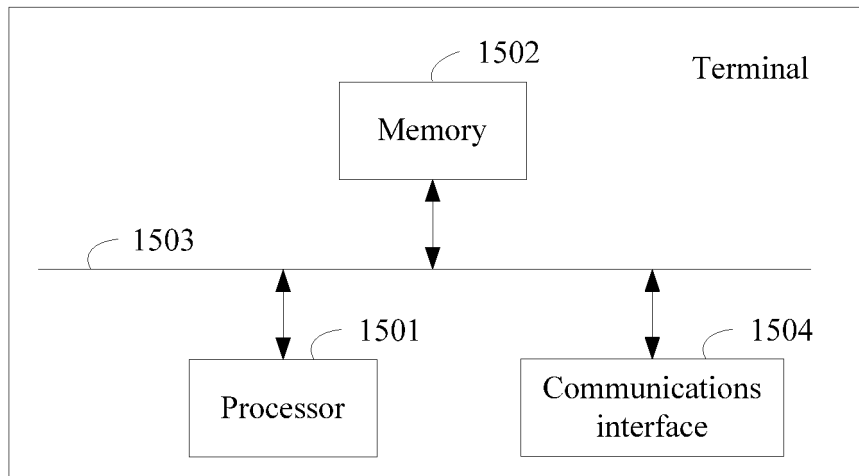 1502
Terminal
Memory
1503
1501
1504
Processor
Communications
interface